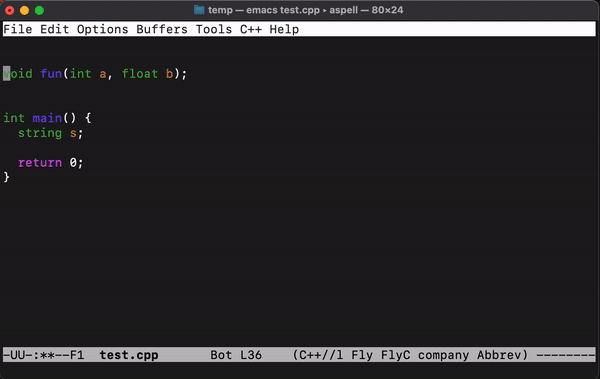 temp — emacs test.cpp ▸ aspell — 80×24
File Edit Options Buffers Tools C++ Help
void fun(int a, float b);
int main() {
  string s;
  return 0;
}
-UU-:**--F1  test.cpp       Bot L36    (C++//l Fly FlyC company Abbrev) --------